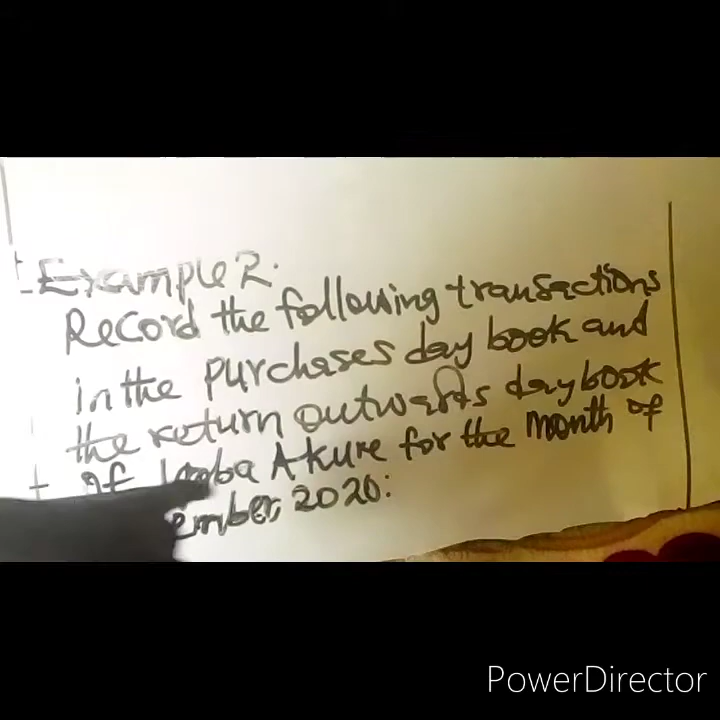 Example 2.
Record the following transactions
in the purchases day book and
the return outwards day book
of Akure for the month of
ember 2020:
PowerDirector